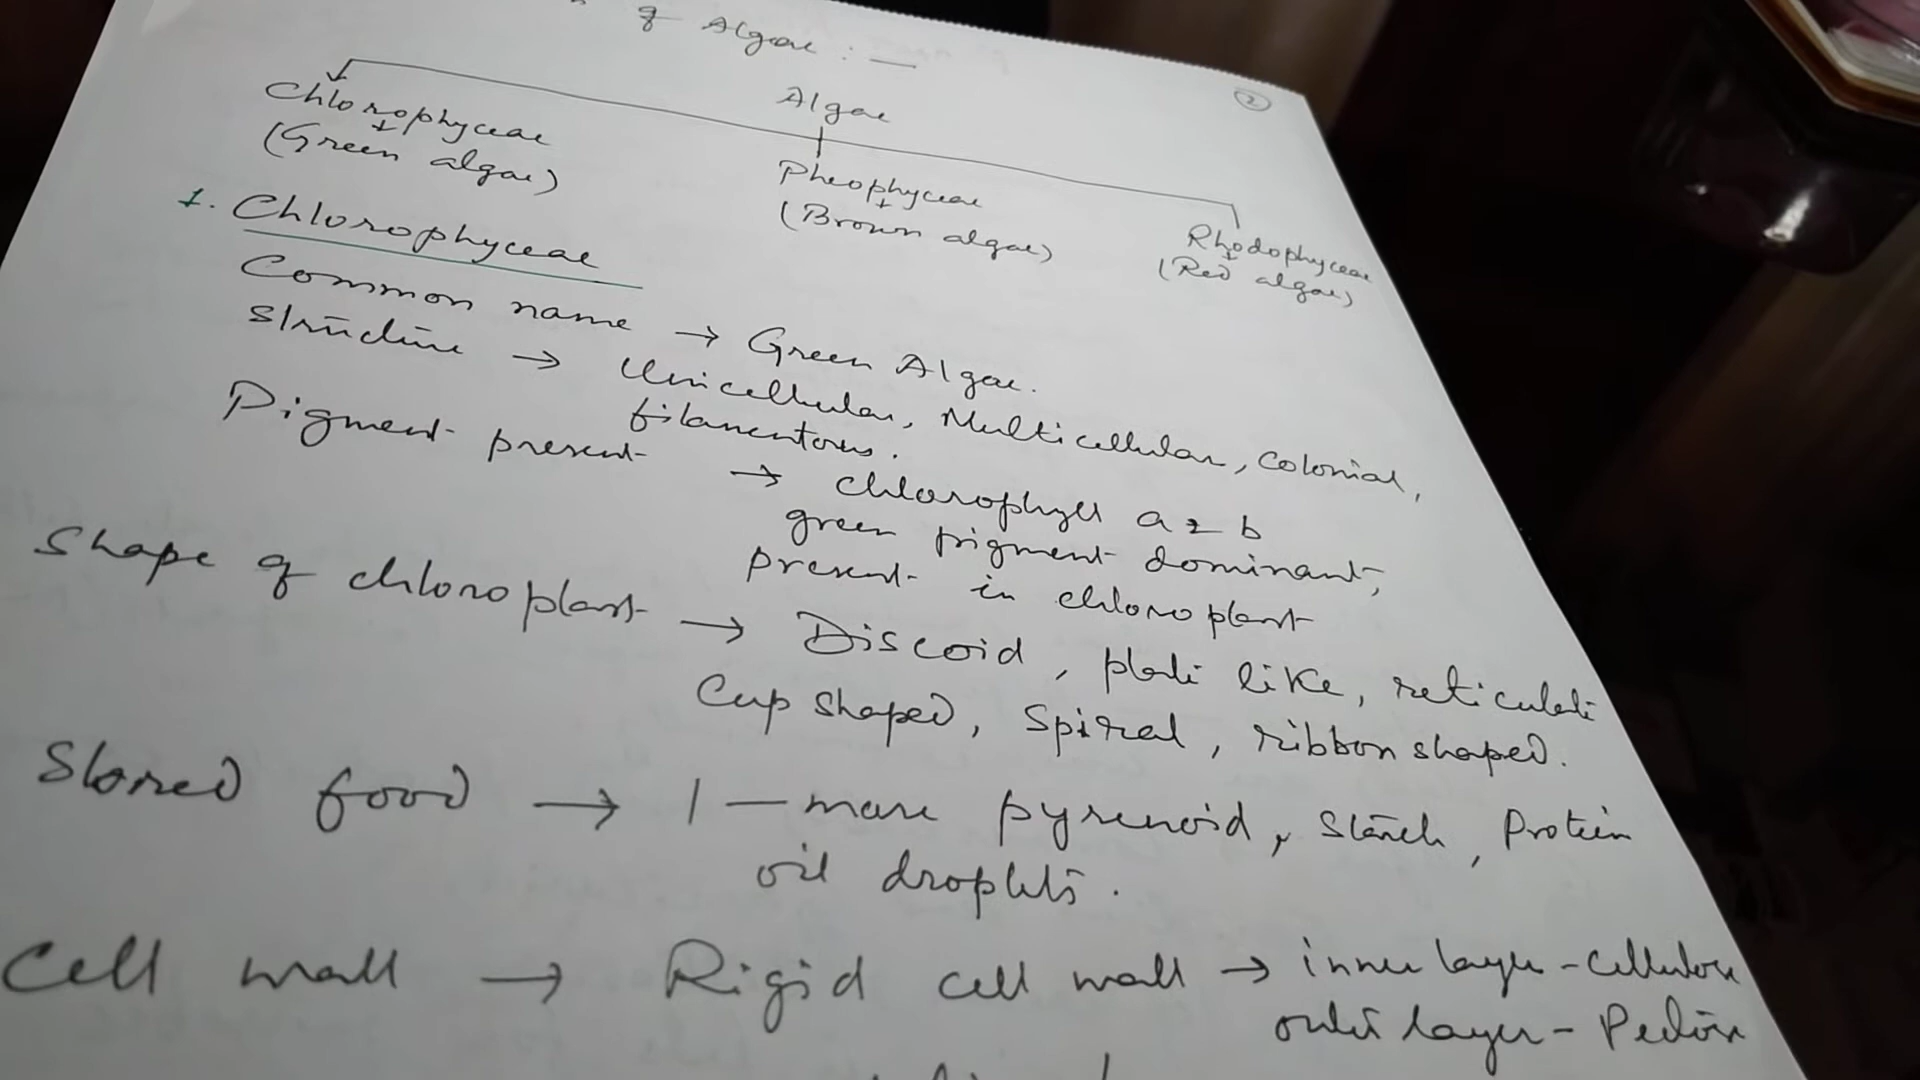 of Algae : —
Algae
2
Chlorophyceae
(Green algae)
Pheophyceae
(Brown algae)
Rhodophyceae
(Red algae)
1. Chlorophyceae
Common name → Green Algae.
Structure → Unicellular, Multicellular, Colonial,
filamentous.
Pigment present → chlorophyll a & b
green pigment dominant,
present in chloroplast
Shape of chloroplast → Discoid, plate like, reticulate
Cup shaped, Spiral, ribbon shaped.
Stored food → 1 — more pyrenoid, Starch, Protein
oil droplets.
Cell wall → Rigid cell wall → inner layer - Cellulose
outer layer - Pectin